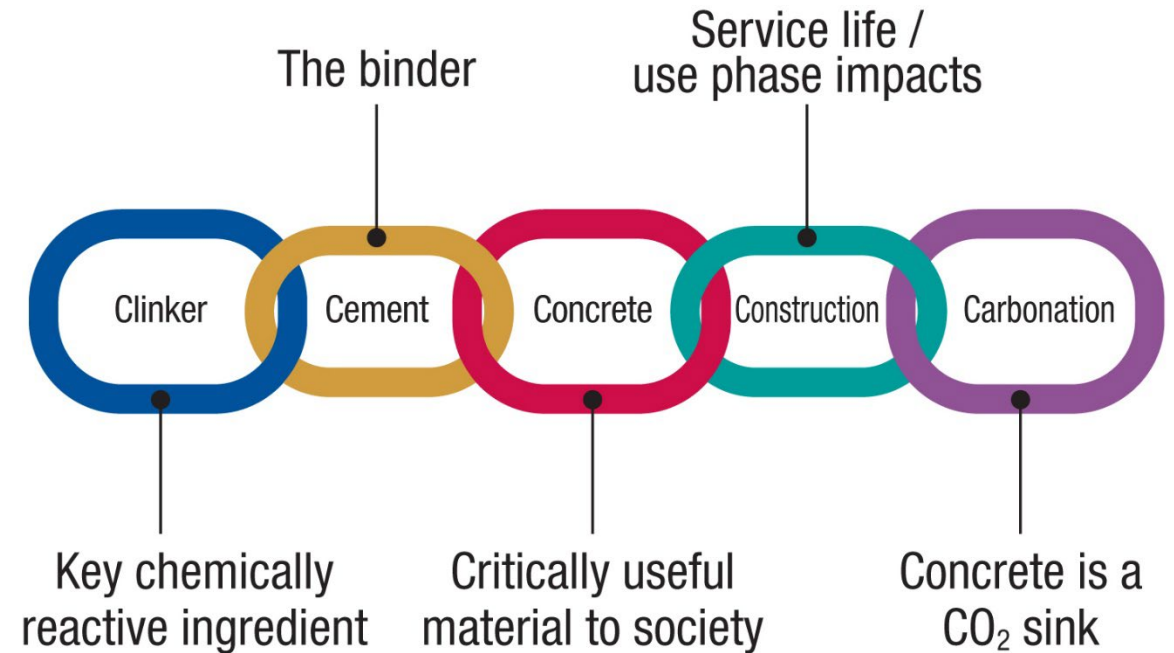 The binder
Service life /
use phase impacts
Clinker
Cement
Concrete
Construction
Carbonation
Key chemically
reactive ingredient
Critically useful
material to society
Concrete is a
CO₂ sink